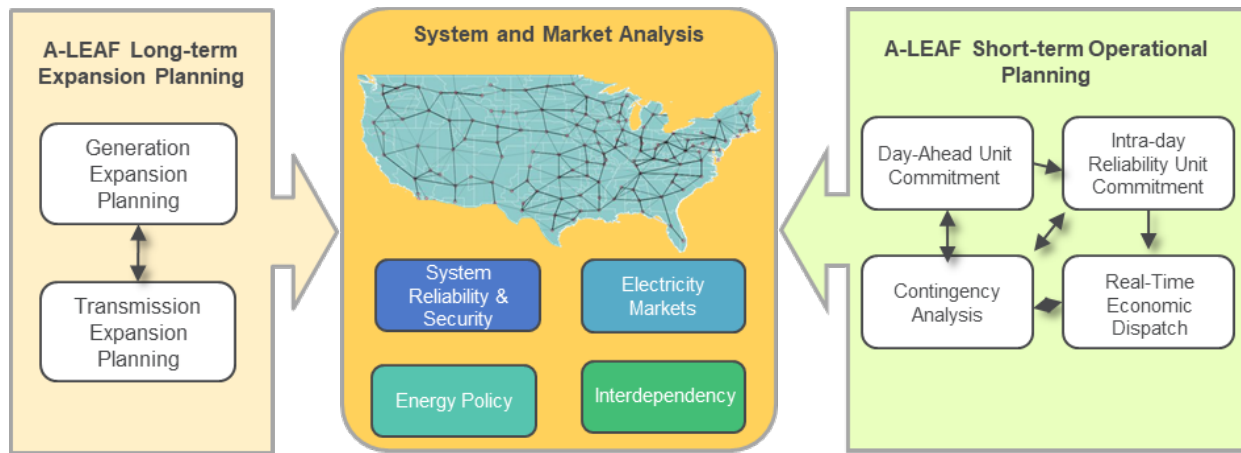 A-LEAF Long-term
Expansion Planning
Generation
Expansion
Planning
Transmission
Expansion
Planning
System and Market Analysis
System
Reliability &
Security
Electricity
Markets
Energy Policy
Interdependency
A-LEAF Short-term Operational
Planning
Day-Ahead Unit
Commitment
Intra-day
Reliability Unit
Commitment
Contingency
Analysis
Real-Time
Economic
Dispatch